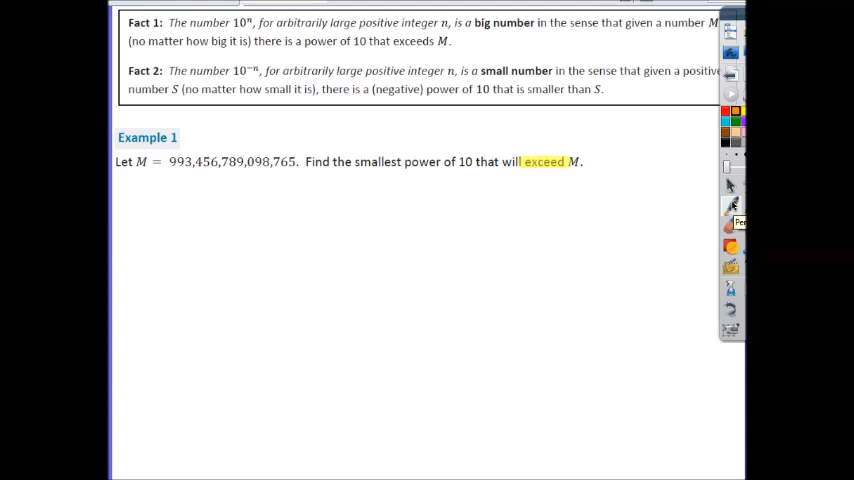 Fact 1: The number 10ⁿ, for arbitrarily large positive integer n, is a big number in the sense that given a number M
(no matter how big it is) there is a power of 10 that exceeds M.
Fact 2: The number 10⁻ⁿ, for arbitrarily large positive integer n, is a small number in the sense that given a positive
number S (no matter how small it is), there is a (negative) power of 10 that is smaller than S.
Example 1
Let M = 993,456,789,098,765. Find the smallest power of 10 that will exceed M.
Pen